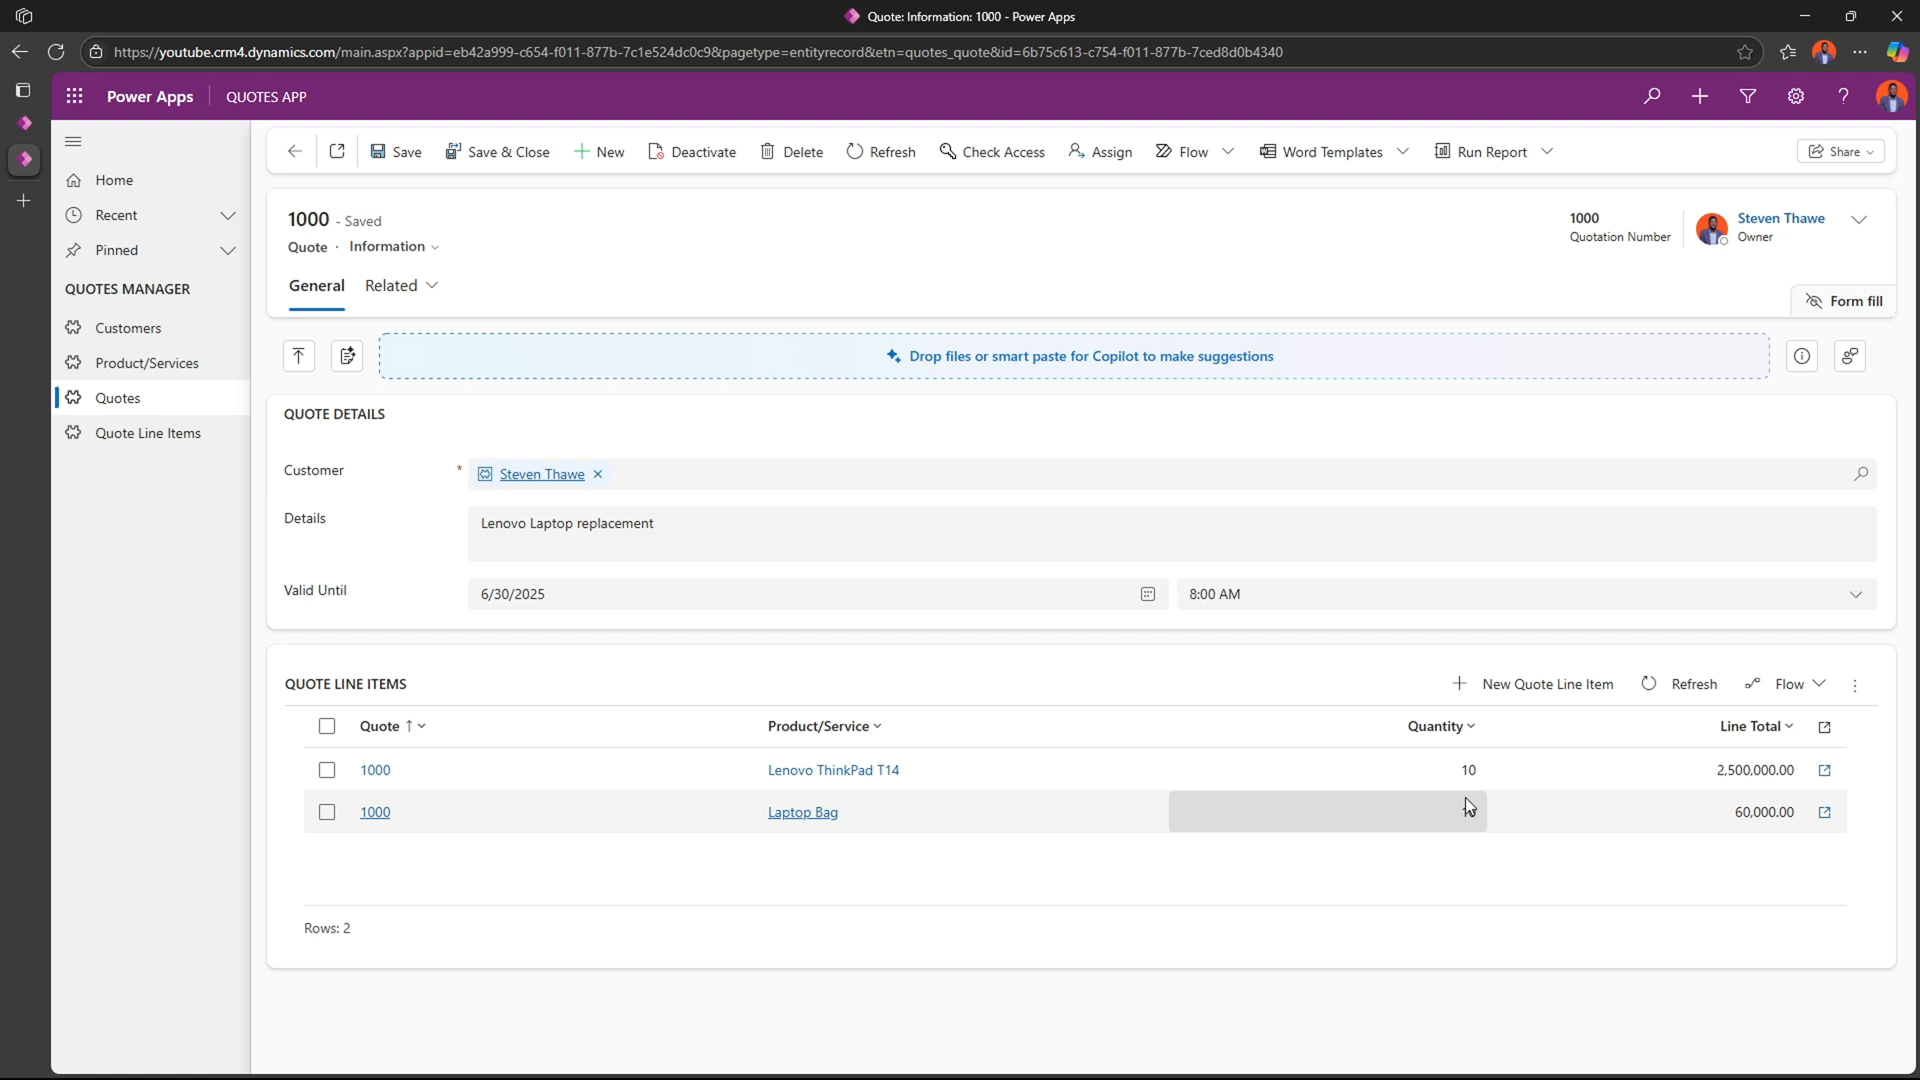 Quote: Information: 1000 - Power Apps
https://youtube.crm4.dynamics.com/main.aspx?appid=eb42a999-c654-f011-877b-7c1e524dc0c9&pagetype=entityrecord&etn=quotes_quote&id=6b75c613-c754-f011-877b-7ced8d0b4340
Power Apps QUOTES APP
Save Save & Close New Deactivate Delete Refresh Check Access Assign Flow Word Templates Run Report Share
Home
Recent
Pinned
QUOTES MANAGER
Customers
Product/Services
Quotes
Quote Line Items
1000 - Saved
Quote · Information
1000
Quotation Number
Steven Thawe
Owner
General Related
Form fill
Drop files or smart paste for Copilot to make suggestions
QUOTE DETAILS
Customer * Steven Thawe
Details Lenovo Laptop replacement
Valid Until 6/30/2025 8:00 AM
QUOTE LINE ITEMS New Quote Line Item Refresh Flow
Quote Product/Service Quantity Line Total
1000 Lenovo ThinkPad T14 10 2,500,000.00
1000 Laptop Bag 60,000.00
Rows: 2